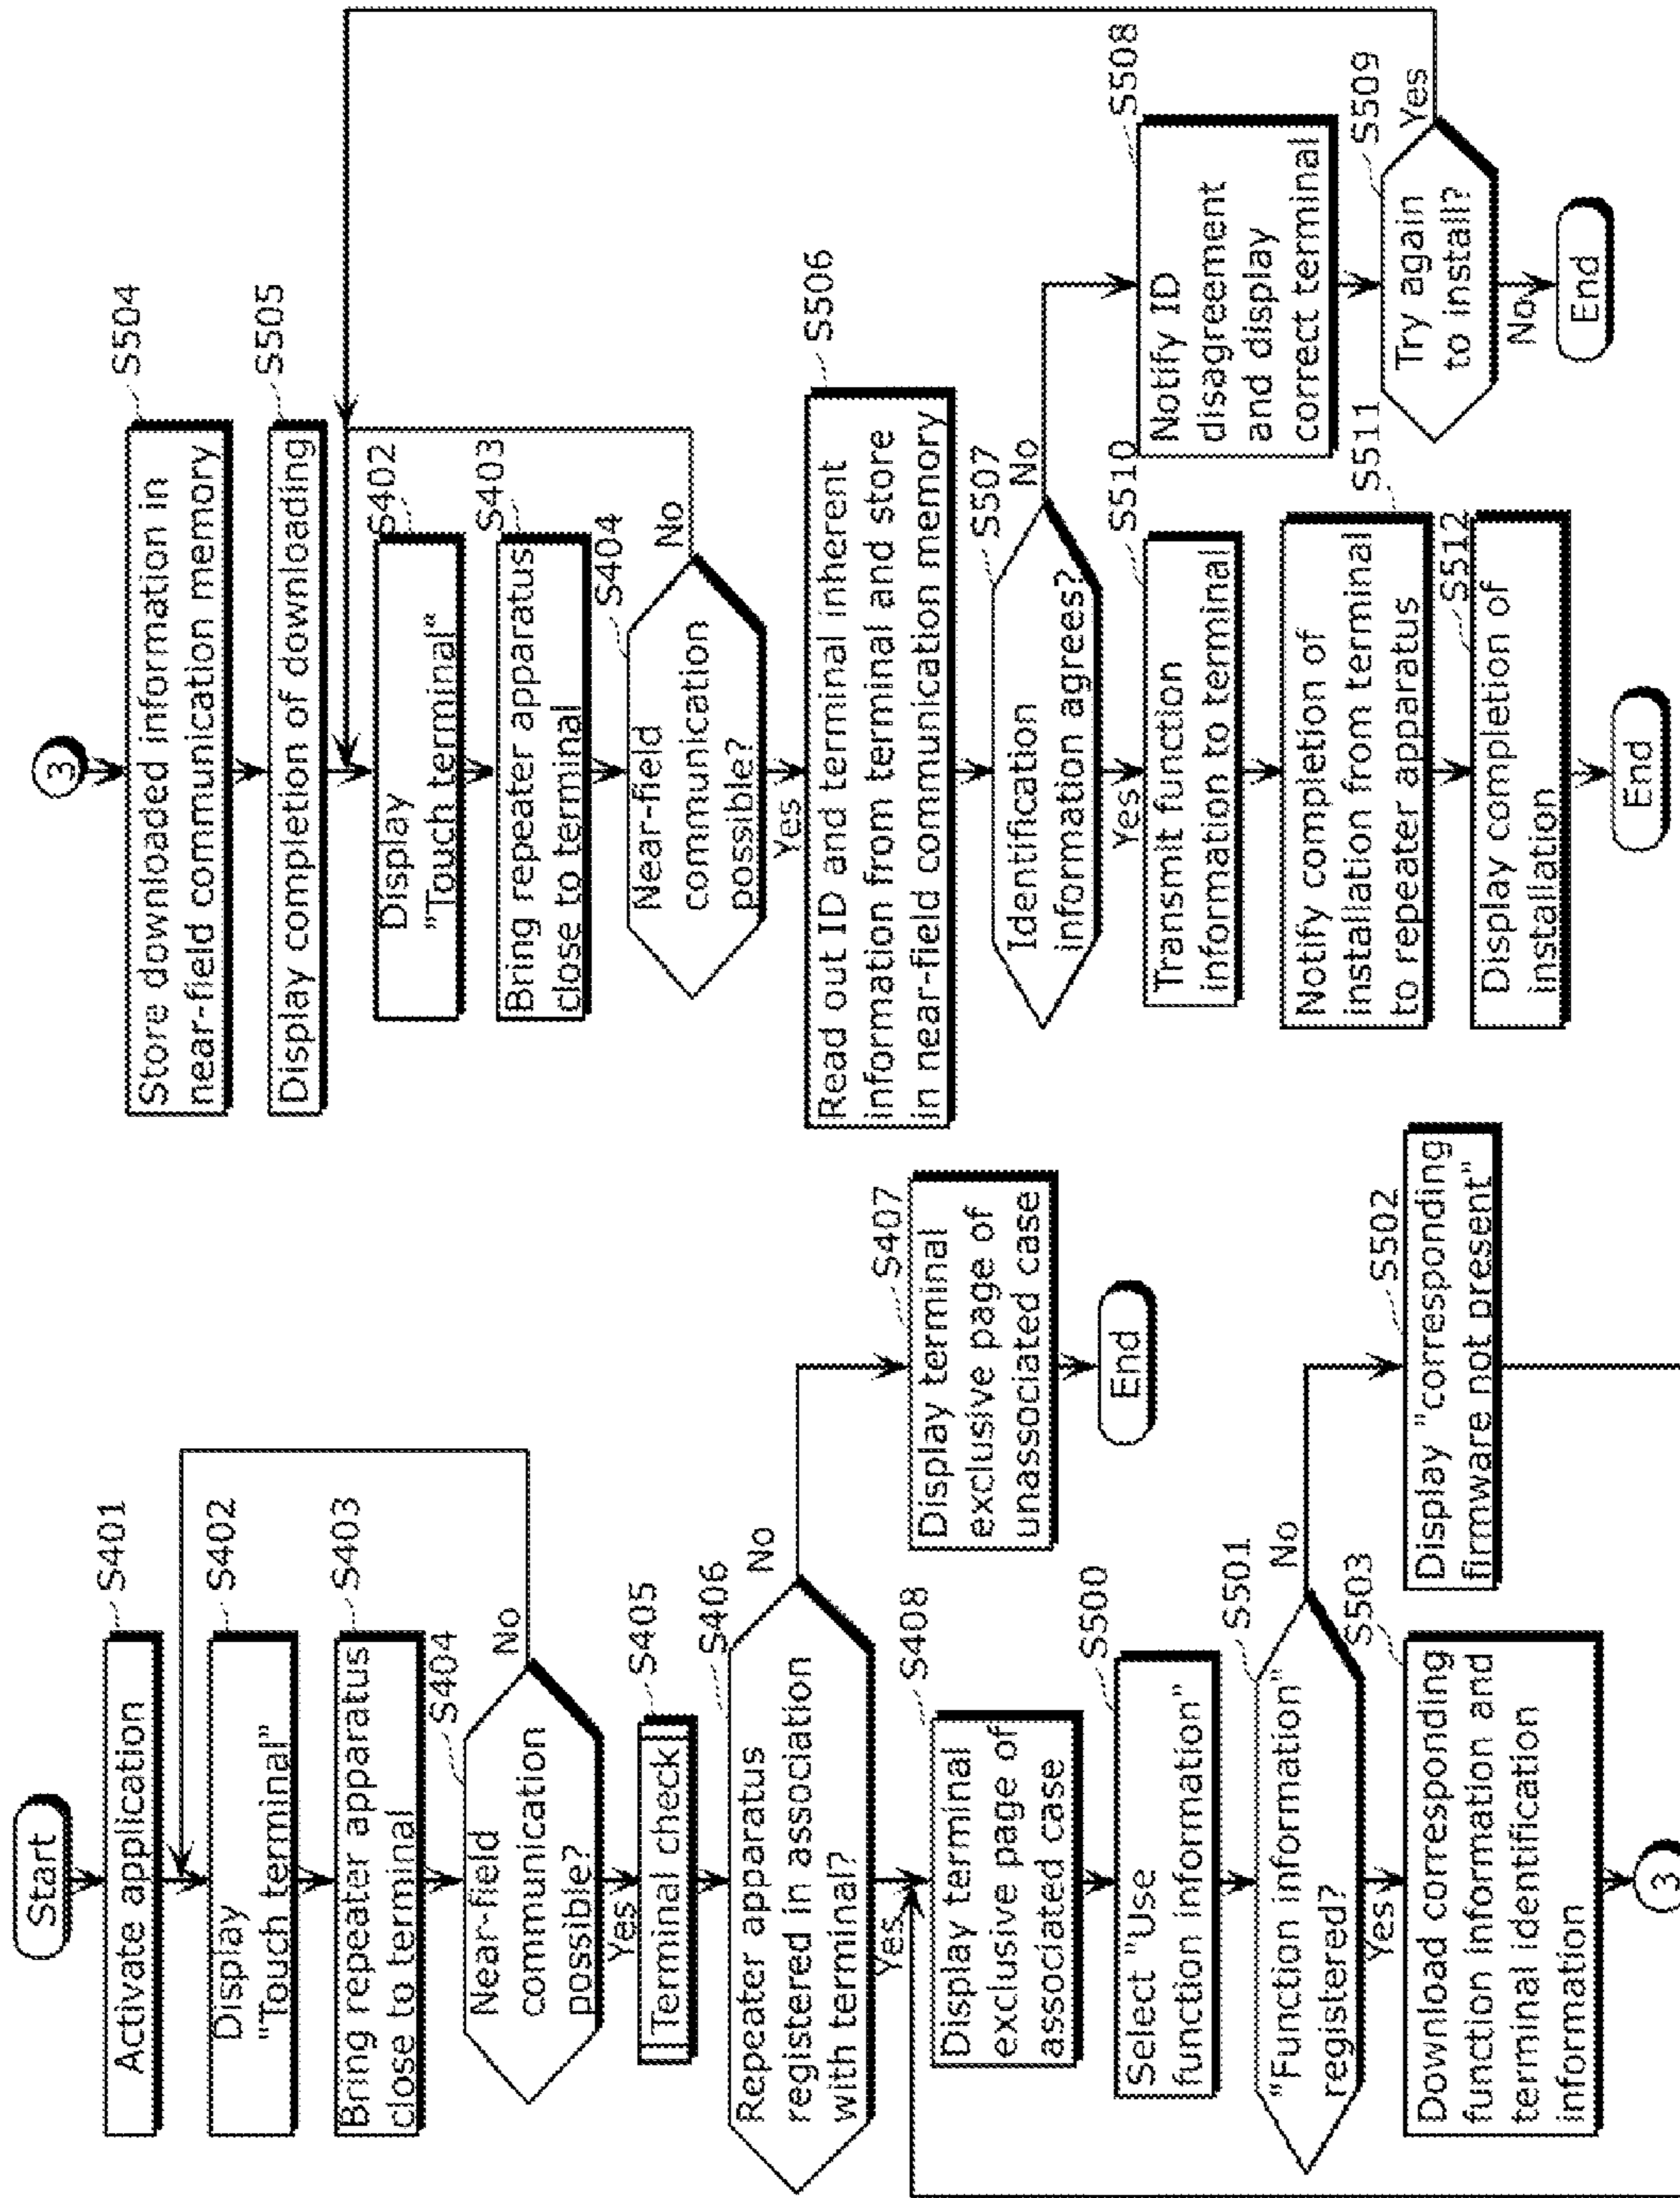 Start
Activate application
S401
Display
"Touch terminal"
S402
Bring repeater apparatus
close to terminal
S403
Near-field
communication
possible?
S404
No
Yes
Terminal check
S405
Repeater apparatus
registered in association
with terminal?
S406
No
Yes
Display terminal
exclusive page of
unassociated case
S407
End
Display terminal
exclusive page of
associated case
S408
Select "Use
function information"
S500
"Function information"
registered?
S501
No
Yes
Display "corresponding
firmware not present"
S502
Download corresponding
function information and
terminal identification
information
S503
3
3
Store downloaded information in
near-field communication memory
S504
Display completion of downloading
S505
Display
"Touch terminal"
S402
Bring repeater apparatus
close to terminal
S403
Near-field
communication
possible?
S404
No
Yes
Read out ID and terminal inherent
information from terminal and store
in near-field communication memory
S506
Identification
information agrees?
S507
No
Yes
Notify ID
disagreement
and display
correct terminal
S508
Try again
to install?
S509
Yes
No
End
Transmit function
information to terminal
S510
Notify completion of
installation from terminal
to repeater apparatus
S511
Display completion of
installation
S512
End